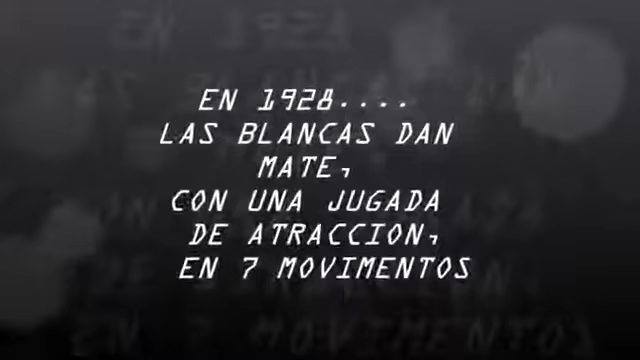 EN 1928....
LAS BLANCAS DAN
MATE,
CON UNA JUGADA
DE ATRACCION,
EN 7 MOVIMENTOS